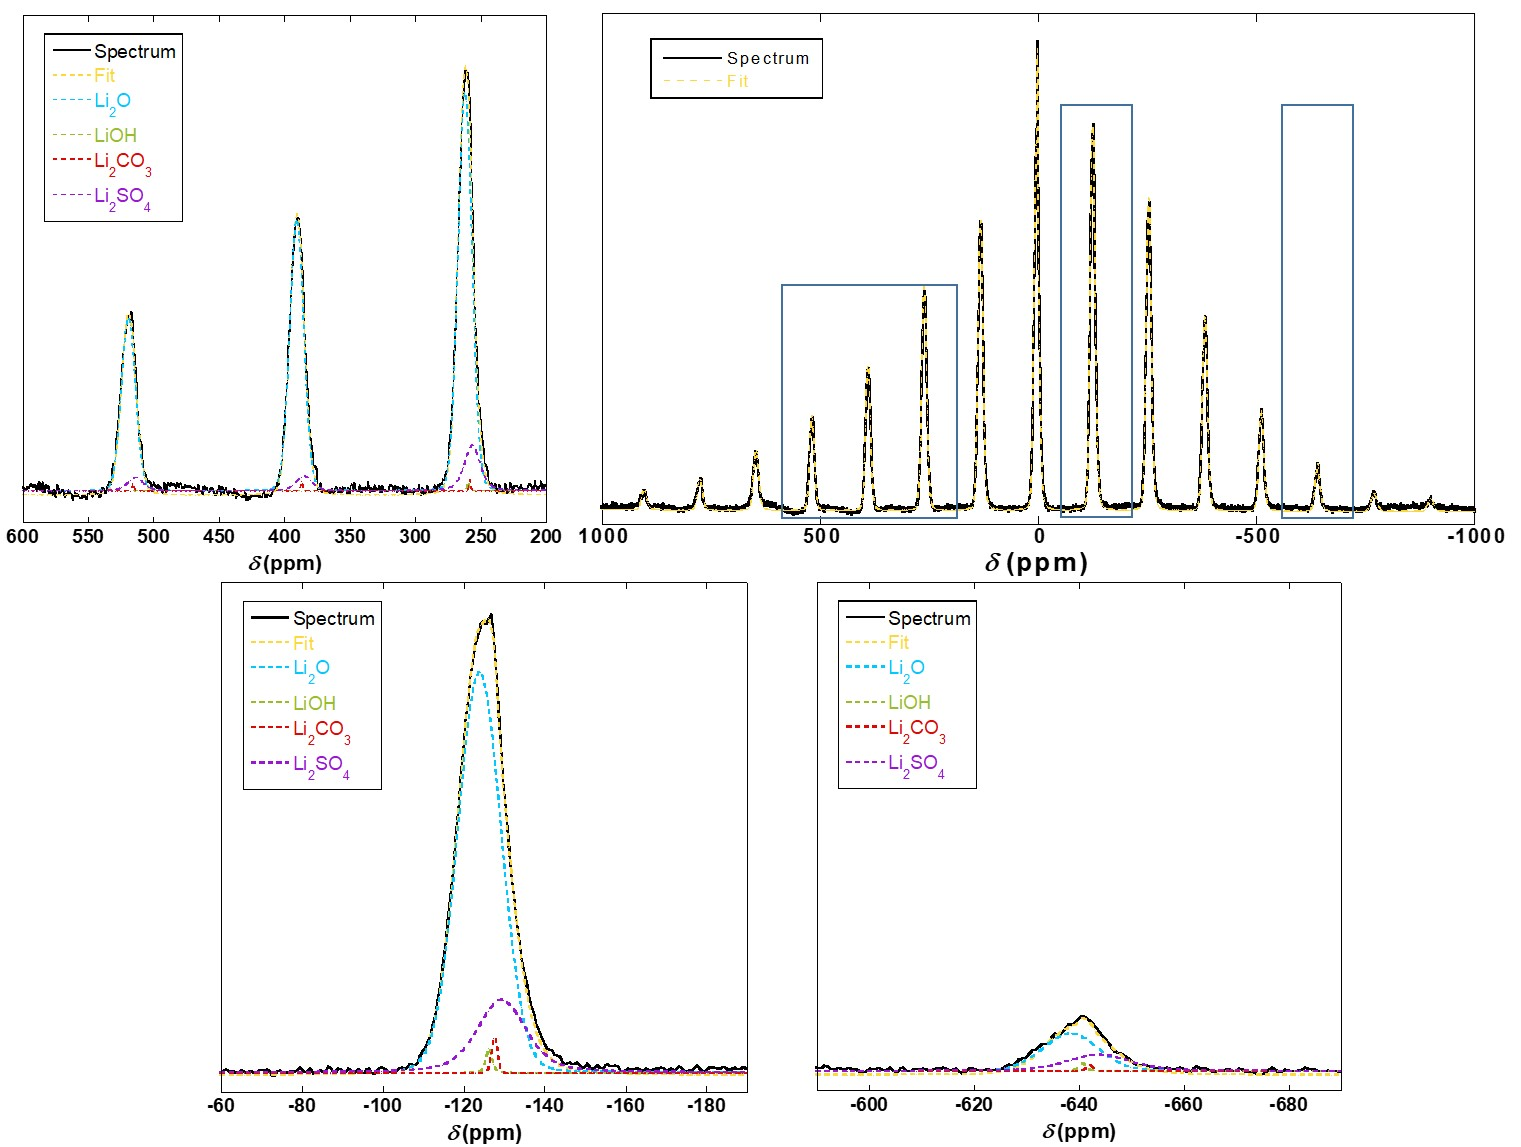 Spectrum
Fit
Li2O
LiOH
Li2CO3
Li2SO4
600 550 500 450 400 350 300 250 200
δ (ppm)
Spectrum
Fit
1000 500 0 -500 -1000
δ (ppm)
Spectrum
Fit
Li2O
LiOH
Li2CO3
Li2SO4
-60 -80 -100 -120 -140 -160 -180
δ (ppm)
Spectrum
Fit
Li2O
LiOH
Li2CO3
Li2SO4
-600 -620 -640 -660 -680
δ (ppm)